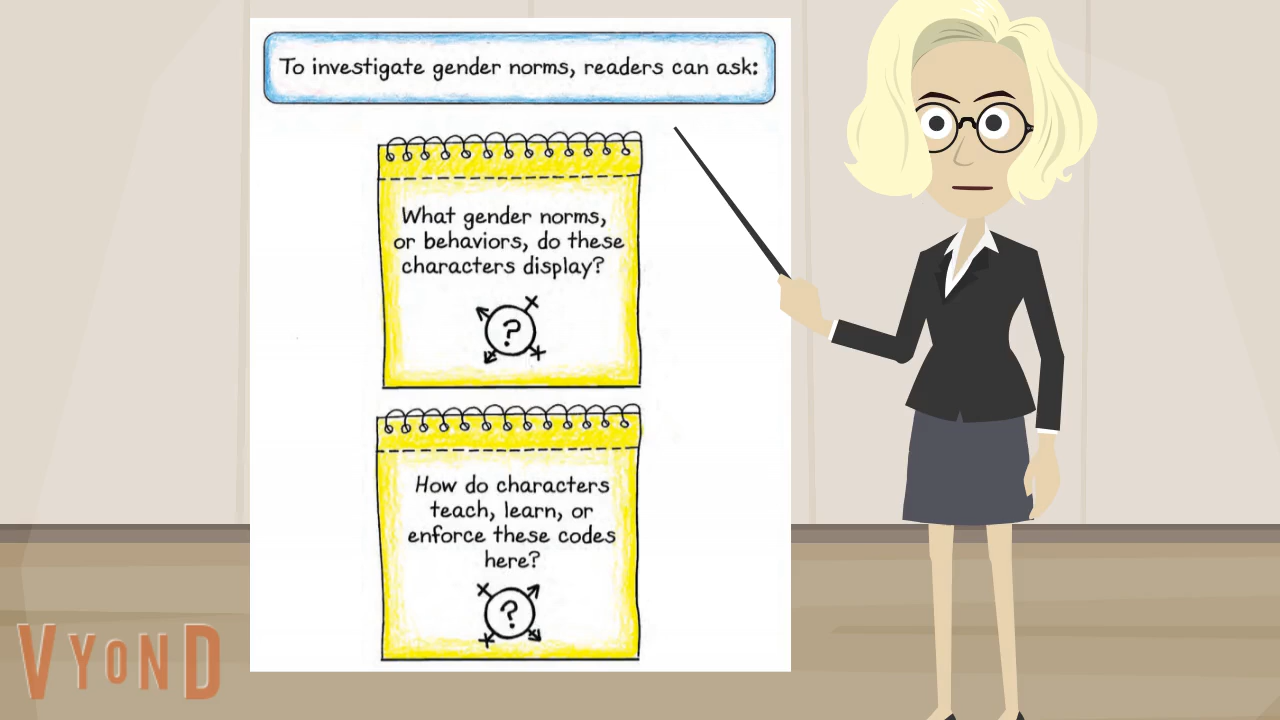 To investigate gender norms, readers can ask:
What gender norms,
or behaviors, do these
characters display?
?
How do characters
teach, learn, or
enforce these codes
here?
?
VYOND